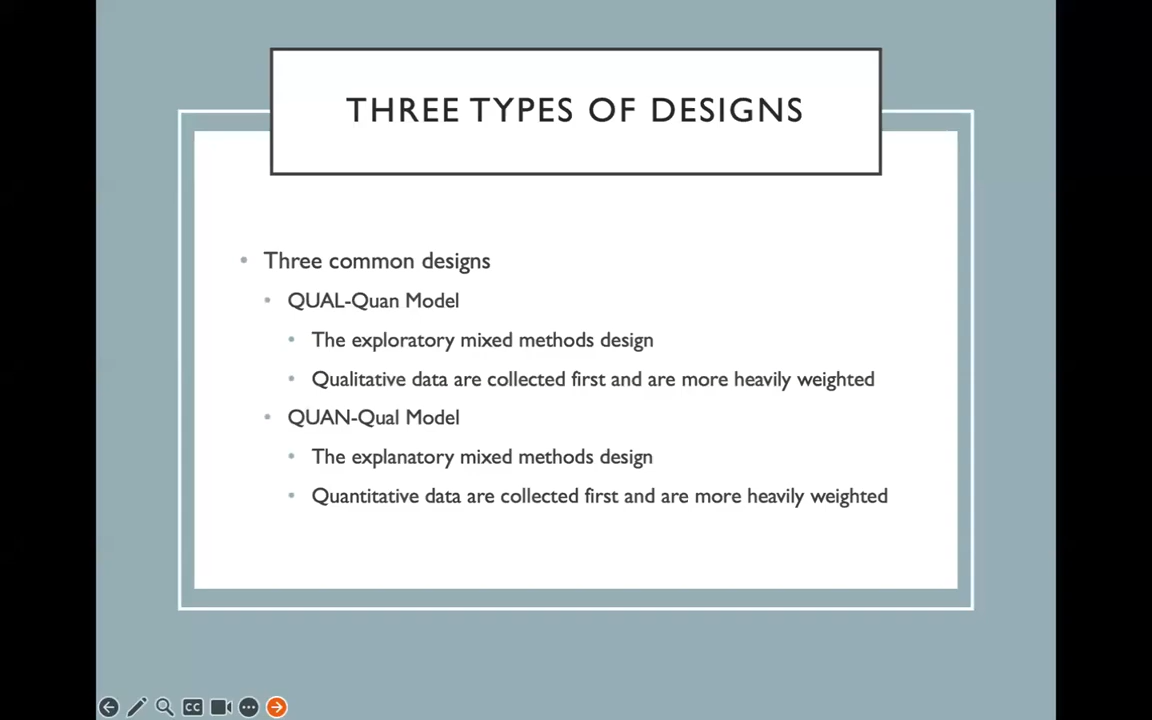 THREE TYPES OF DESIGNS
• Three common designs
• QUAL-Quan Model
• The exploratory mixed methods design
• Qualitative data are collected first and are more heavily weighted
• QUAN-Qual Model
• The explanatory mixed methods design
• Quantitative data are collected first and are more heavily weighted
CC